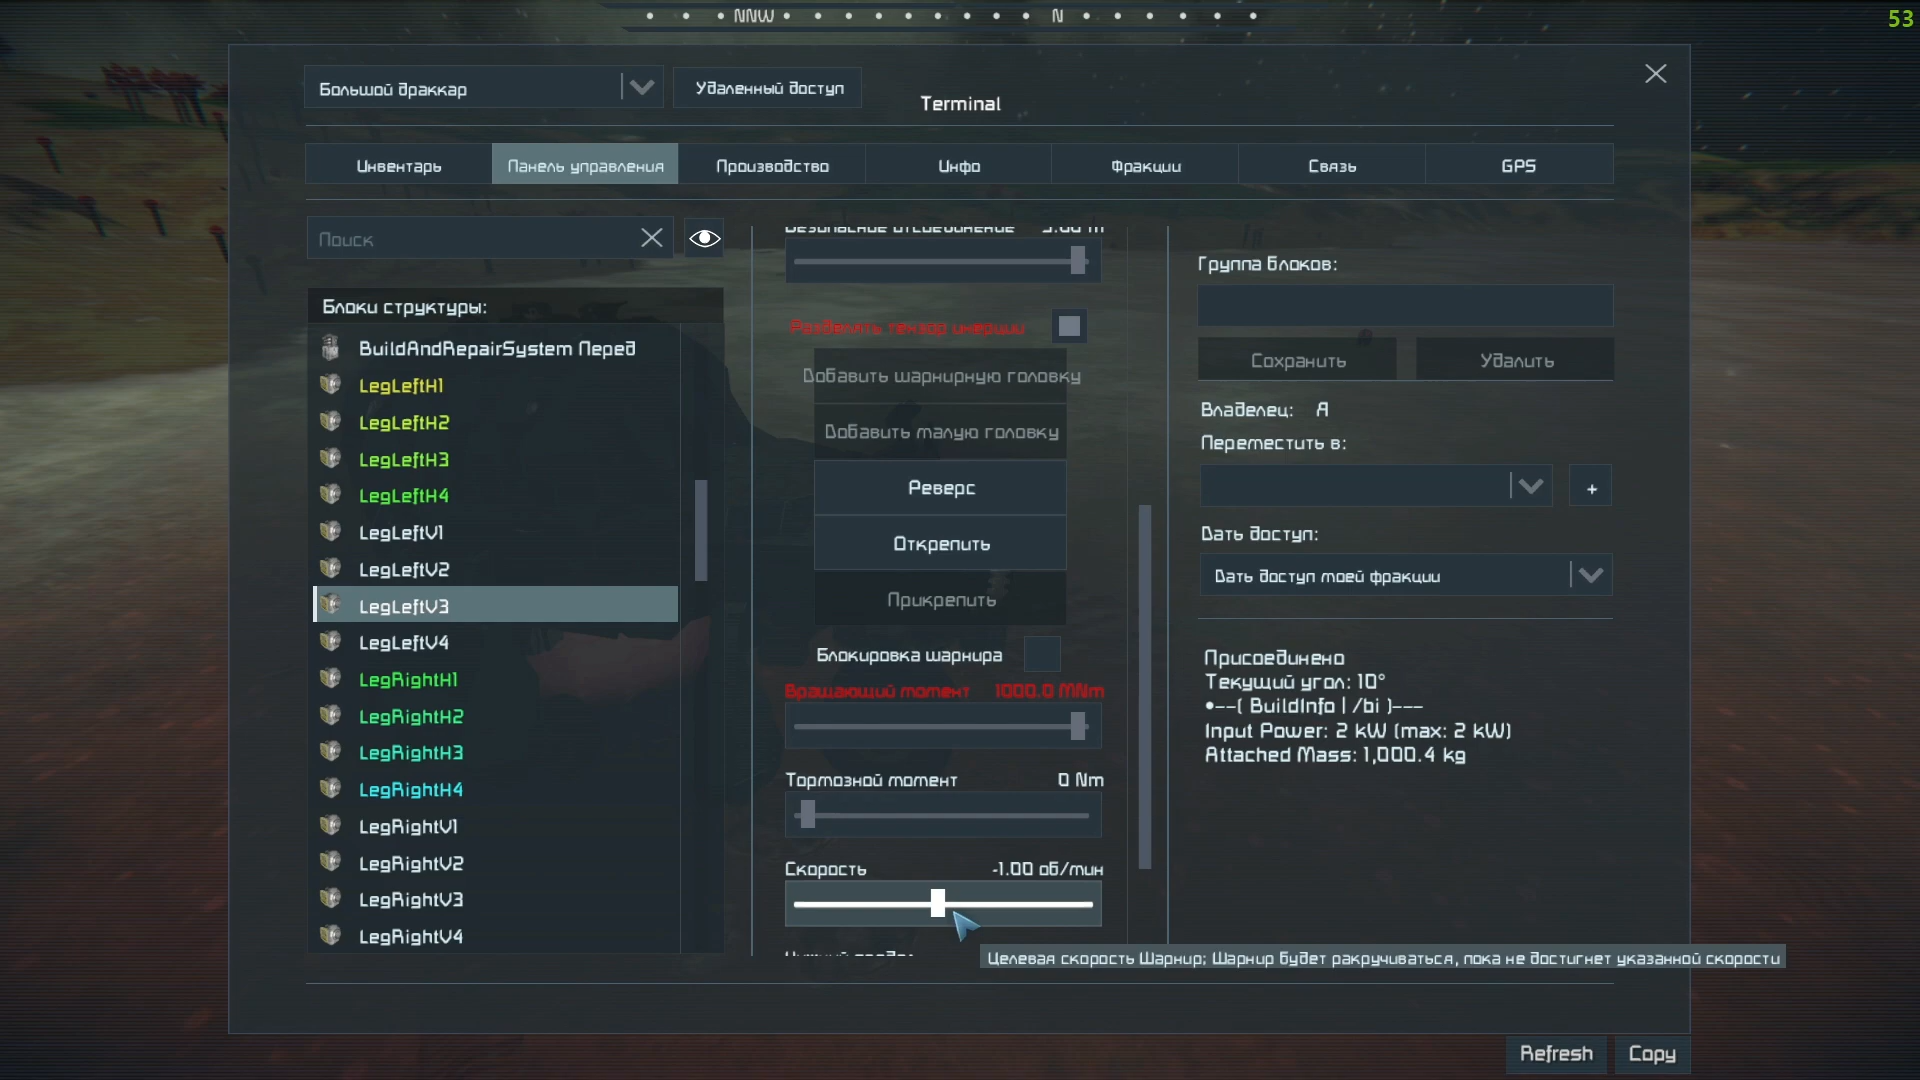 NNW
N
53
Большой драккар
Удаленный доступ
Terminal
Инвентарь
Панель управления
Производство
Инфо
Фракции
Связь
GPS
Поиск
Блоки структуры:
BuildAndRepairSystem Перед
LegLeftH1
LegLeftH2
LegLeftH3
LegLeftH4
LegLeftV1
LegLeftV2
LegLeftV3
LegLeftV4
LegRightH1
LegRightH2
LegRightH3
LegRightH4
LegRightV1
LegRightV2
LegRightV3
LegRightV4
Безопасное отсоединение
Разделять тензор инерции
Добавить шарнирную головку
Добавить малую головку
Реверс
Открепить
Прикрепить
Блокировка шарнира
Вращающий момент 1000.0 MNm
Тормозной момент 0 Nm
Скорость -1.00 об/мин
Целевая скорость Шарнир; Шарнир будет ракручиваться, пока не достигнет указанной скорости
Группа блоков:
Сохранить
Удалить
Владелец: A
Переместить в:
+
Дать доступ:
Дать доступ моей фракции
Присоединено
Текущий угол: 10°
•--( BuildInfo | /bi )---
Input Power: 2 kW (max: 2 kW)
Attached Mass: 1,000.4 kg
Refresh
Copy